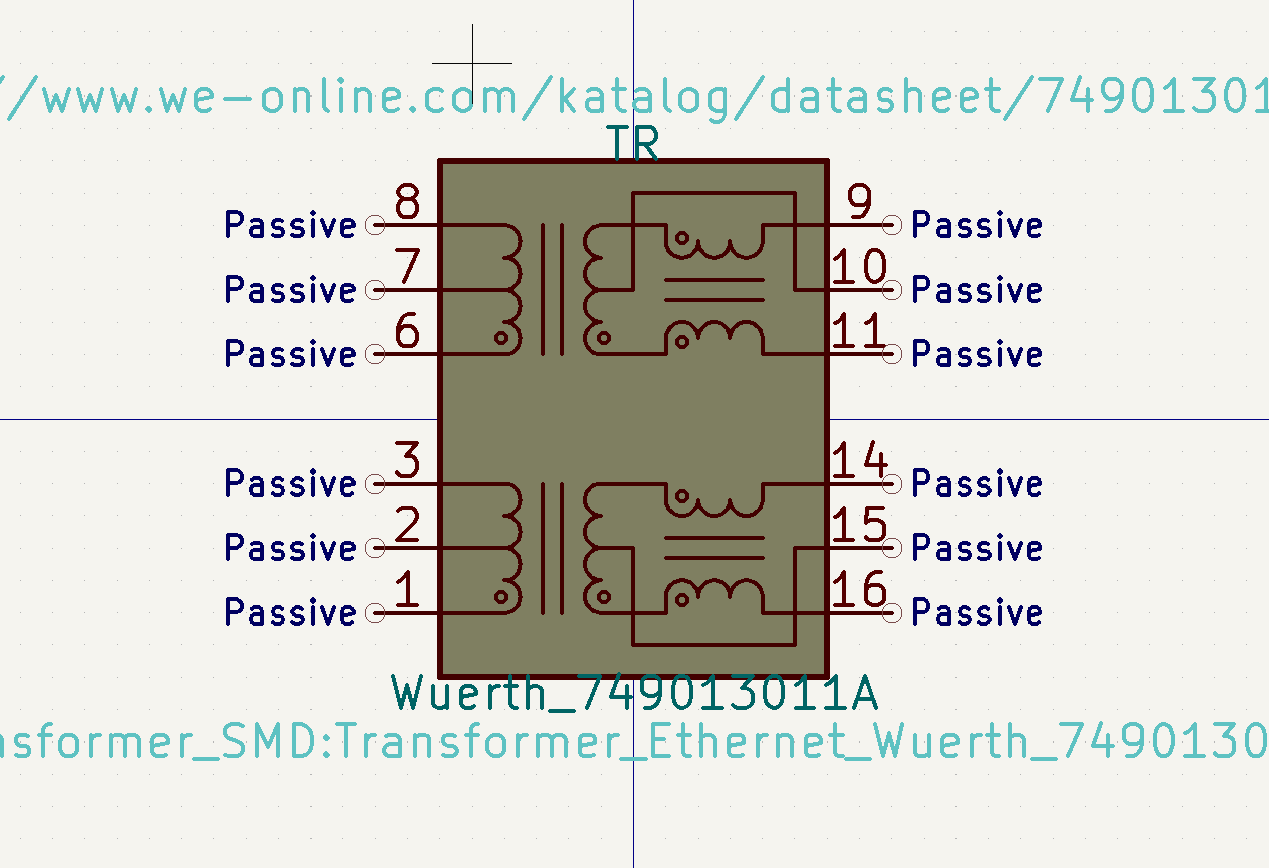 //www.we-online.com/katalog/datasheet/74901301
TR
8 9
Passive Passive
7 10
Passive Passive
6 11
Passive Passive
3 14
Passive Passive
2 15
Passive Passive
1 16
Passive Passive
Wuerth_749013011A
nsformer_SMD:Transformer_Ethernet_Wuerth_7490130